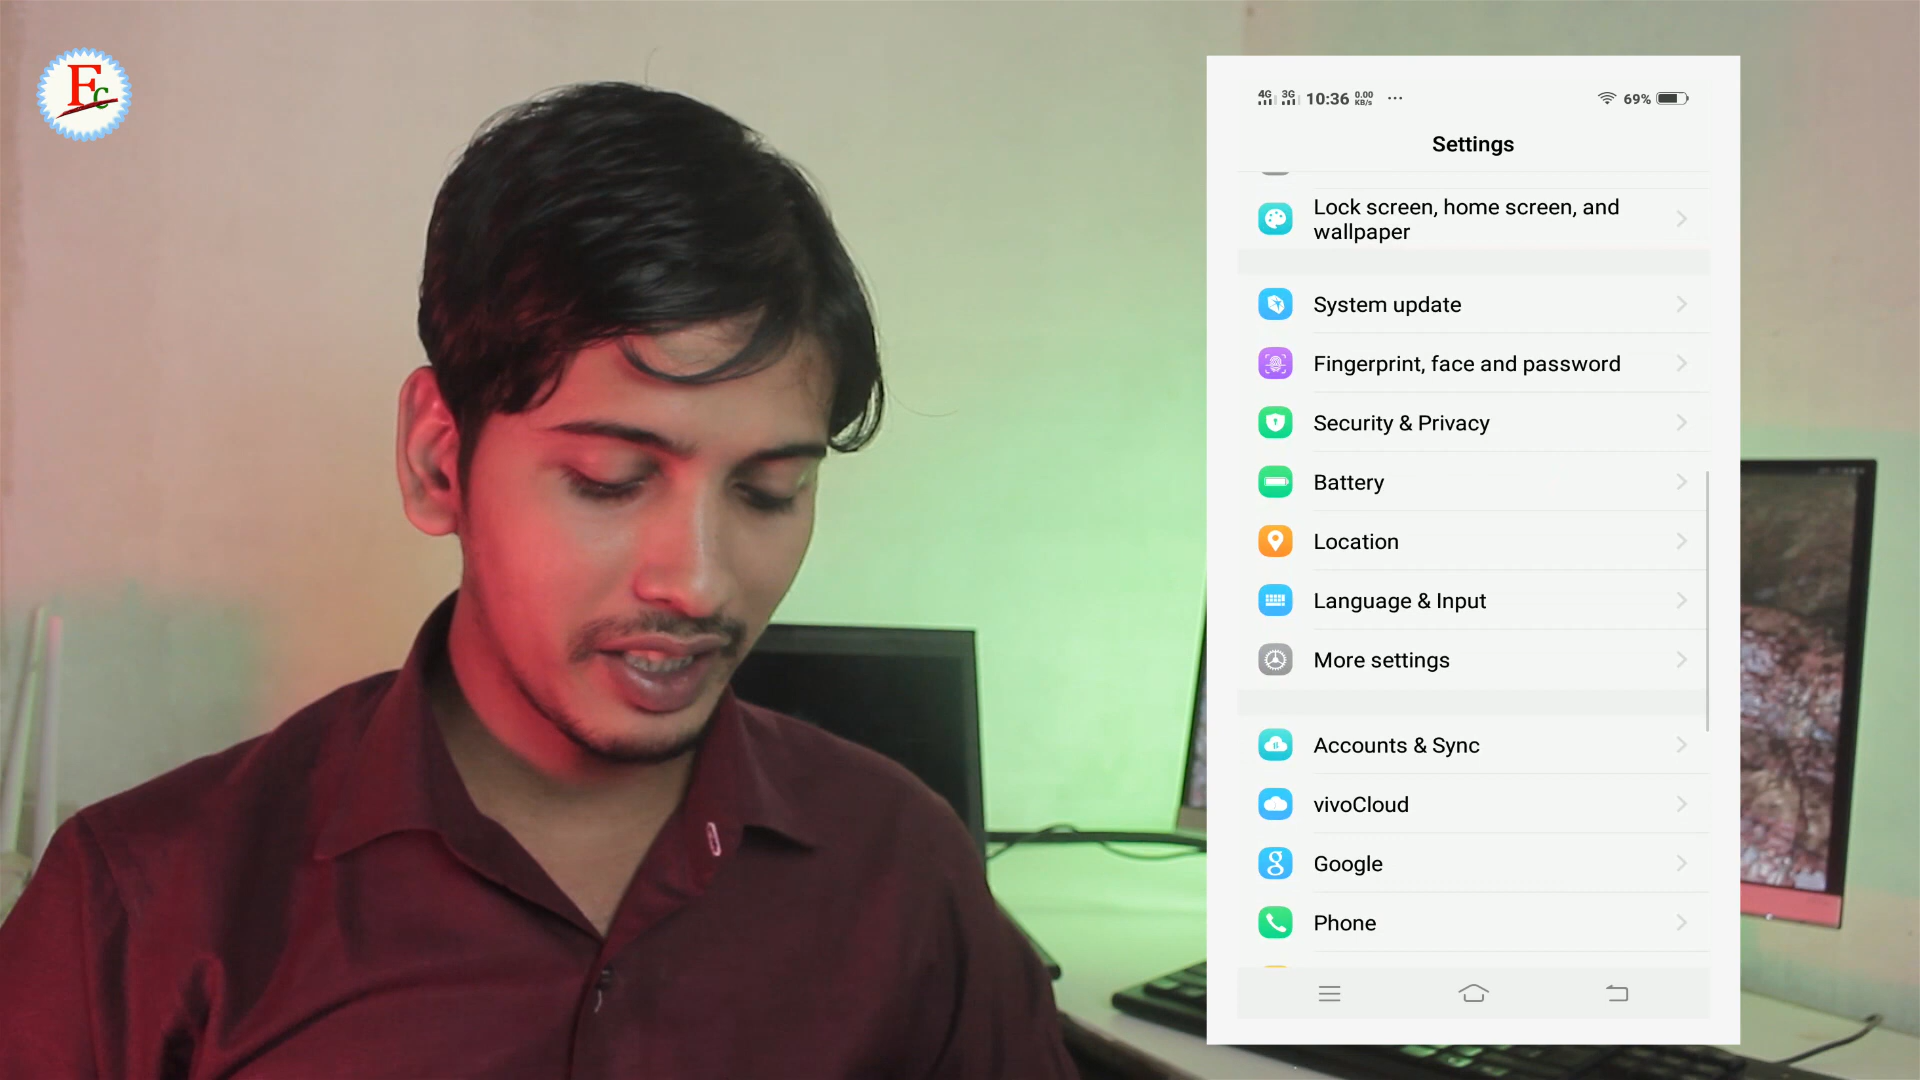 Fc
4G 3G 10:36 0.00 KB/s ... 69%
Settings
Lock screen, home screen, and
wallpaper
System update
Fingerprint, face and password
Security & Privacy
Battery
Location
Language & Input
More settings
Accounts & Sync
vivoCloud
Google
Phone